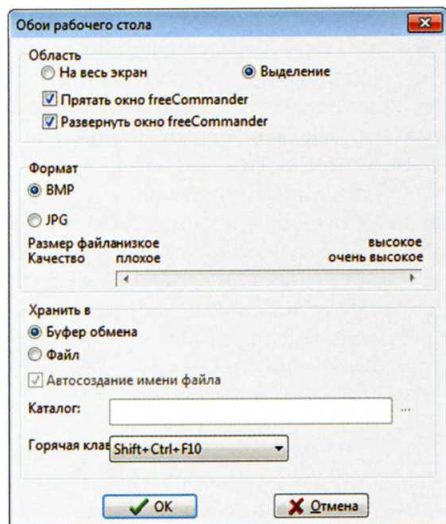 Обои рабочего стола
Область
На весь экран Выделение
Прятать окно freeCommander
Развернуть окно freeCommander
Формат
BMP
JPG
Размер файла низкое высокое
Качество плохое очень высокое
Хранить в
Буфер обмена
Файл
Автосоздание имени файла
Каталог: ...
Горячая клав Shift+Ctrl+F10
OK Отмена